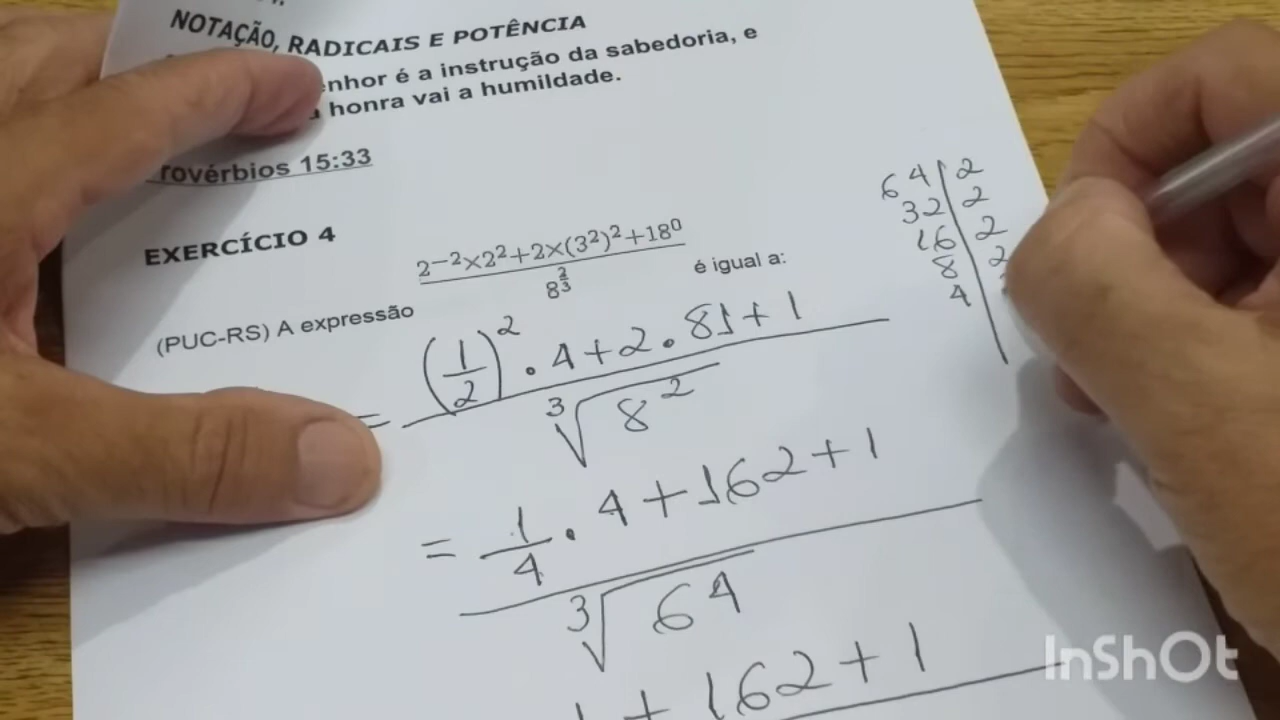 NOTAÇÃO, RADICAIS E POTÊNCIA
enhor é a instrução da sabedoria, e
a honra vai a humildade.
rovérbios 15:33
EXERCÍCIO 4
(PUC-RS) A expressão 2⁻²×2²+2×(3²)²+18⁰ / 8^(2/3) é igual a:
= (1/2)² . 4 + 2 . 81 + 1
∛8²
= 1/4 . 4 + 162 + 1
∛64
1 + 162 + 1
64 | 2
32 | 2
16 | 2
8 | 2
4 |
InShOt